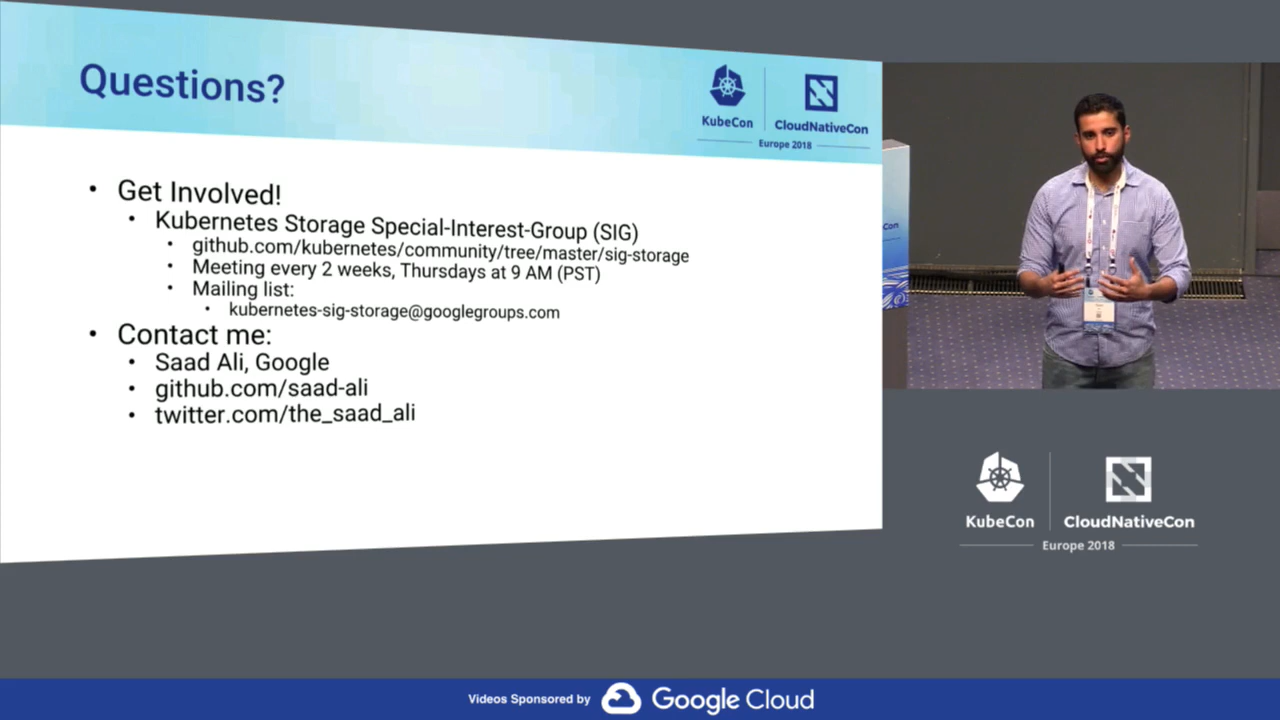 Questions?
KubeCon
CloudNativeCon
Europe 2018
• Get Involved!
• Kubernetes Storage Special-Interest-Group (SIG)
• github.com/kubernetes/community/tree/master/sig-storage
• Meeting every 2 weeks, Thursdays at 9 AM (PST)
• Mailing list:
• kubernetes-sig-storage@googlegroups.com
• Contact me:
• Saad Ali, Google
• github.com/saad-ali
• twitter.com/the_saad_ali
KubeCon
CloudNativeCon
Europe 2018
Videos Sponsored by Google Cloud